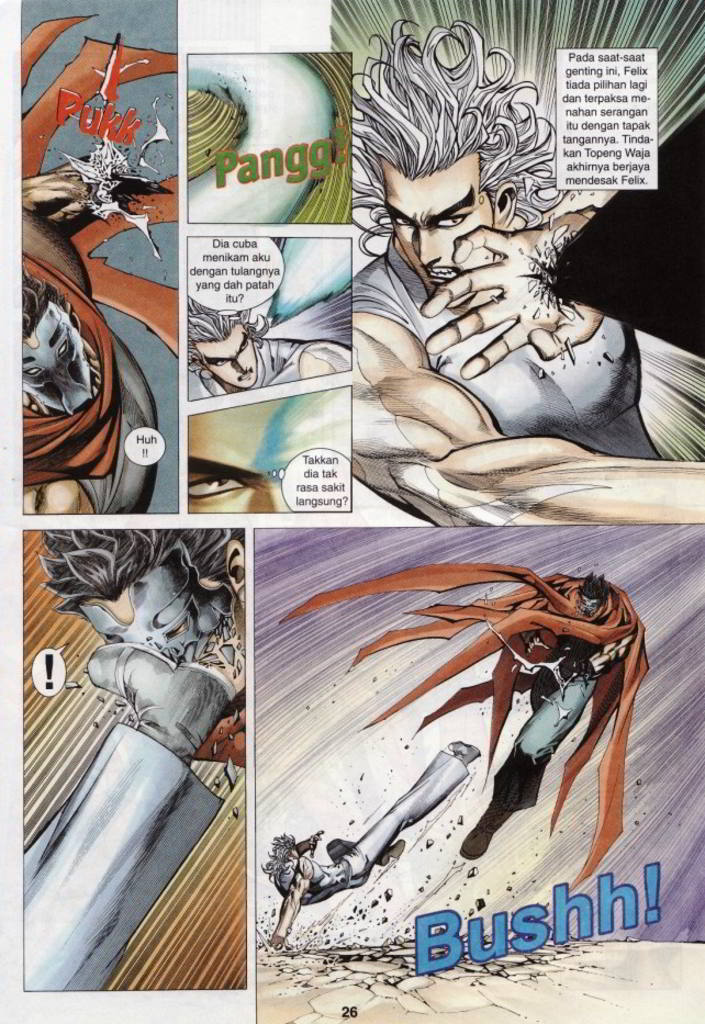 Pukk!
Huh
!!
Pangg!
Dia cuba
menikam aku
dengan tulangnya
yang dah patah
itu?
Takkan
dia tak
rasa sakit
langsung?
Pada saat-saat
genting ini, Felix
tiada pilihan lagi
dan terpaksa me-
nahan serangan
itu dengan tapak
tangannya. Tinda-
kan Topeng Waja
akhirnya berjaya
mendesak Felix.
!
Bushh!
26